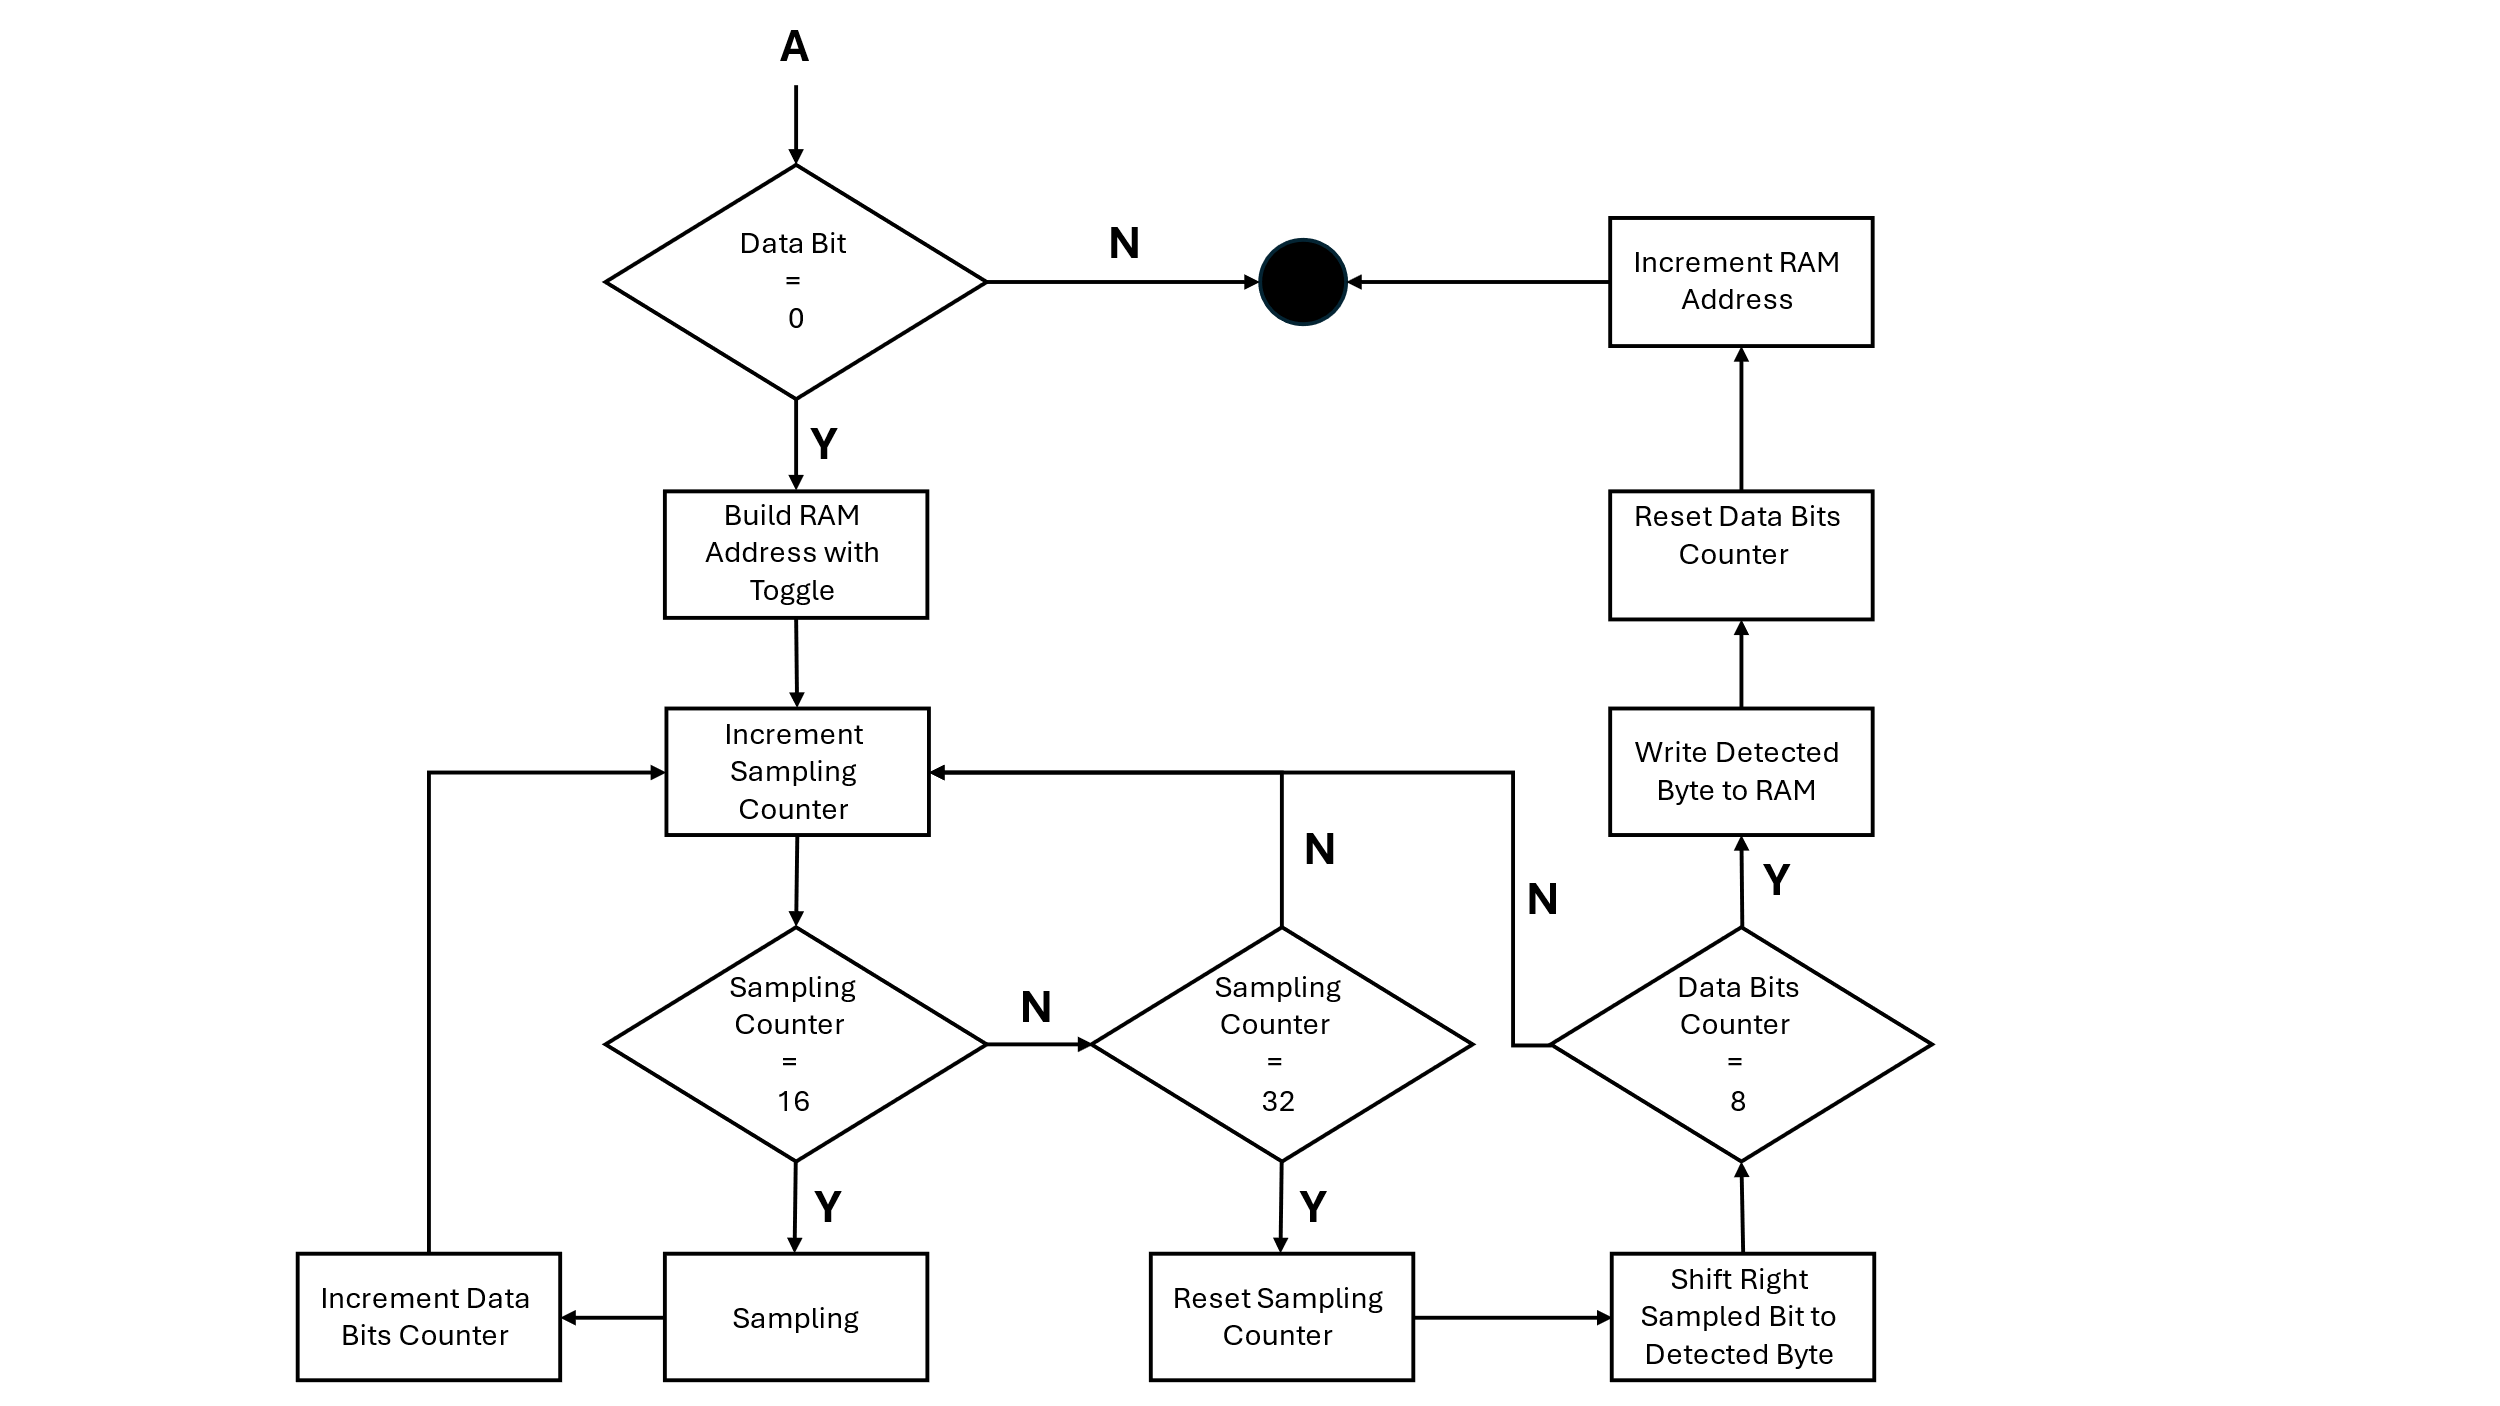 A
Data Bit
=
0
N
Increment RAM
Address
Y
Build RAM
Address with
Toggle
Reset Data Bits
Counter
Increment
Sampling
Counter
Write Detected
Byte to RAM
N
N
Y
Sampling
Counter
=
16
N
Sampling
Counter
=
32
Data Bits
Counter
=
8
Y
Y
Increment Data
Bits Counter
Sampling
Reset Sampling
Counter
Shift Right
Sampled Bit to
Detected Byte